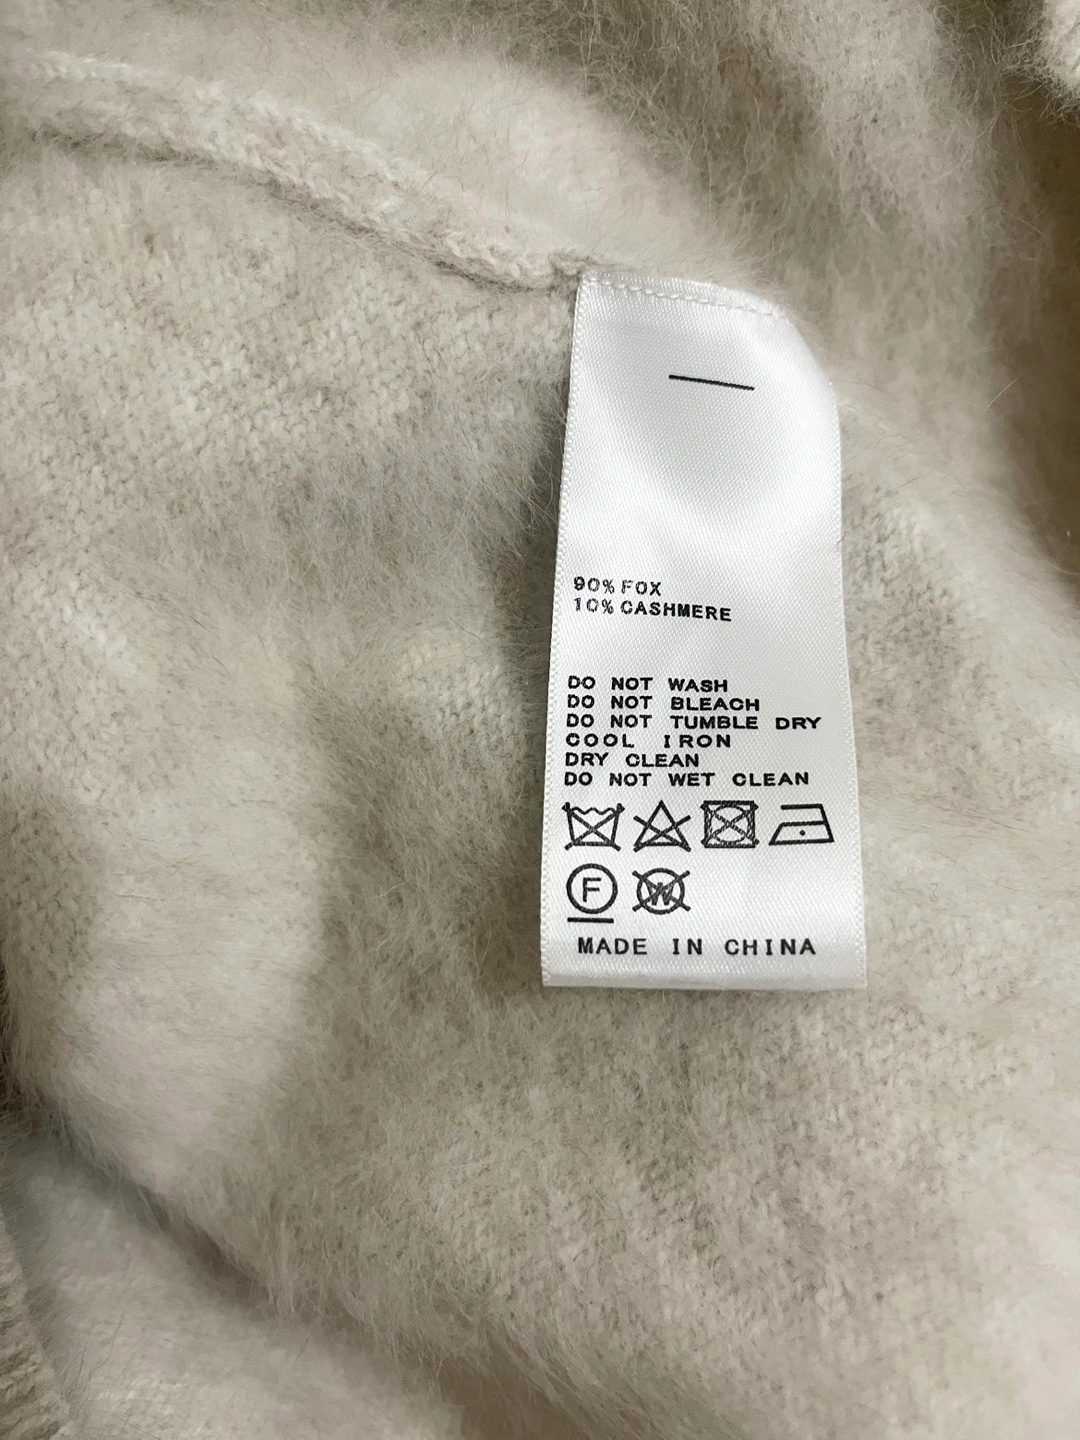 90% FOX
10% CASHMERE
DO NOT WASH
DO NOT BLEACH
DO NOT TUMBLE DRY
COOL IRON
DRY CLEAN
DO NOT WET CLEAN
F W
MADE IN CHINA